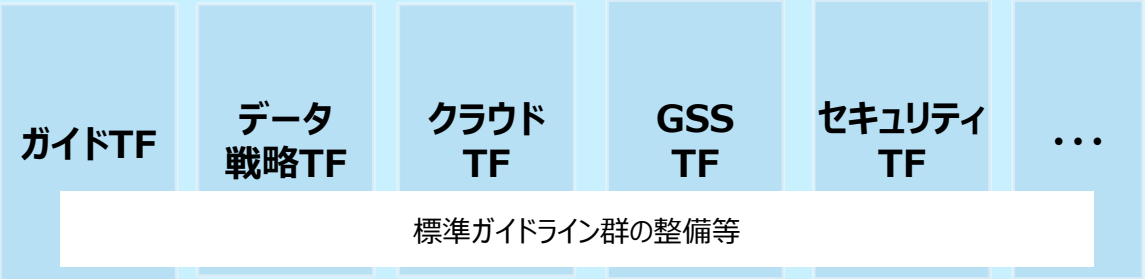 ガイドTF
データ
戦略TF
クラウド
TF
GSS
TF
セキュリティ
TF
...
標準ガイドライン群の整備等